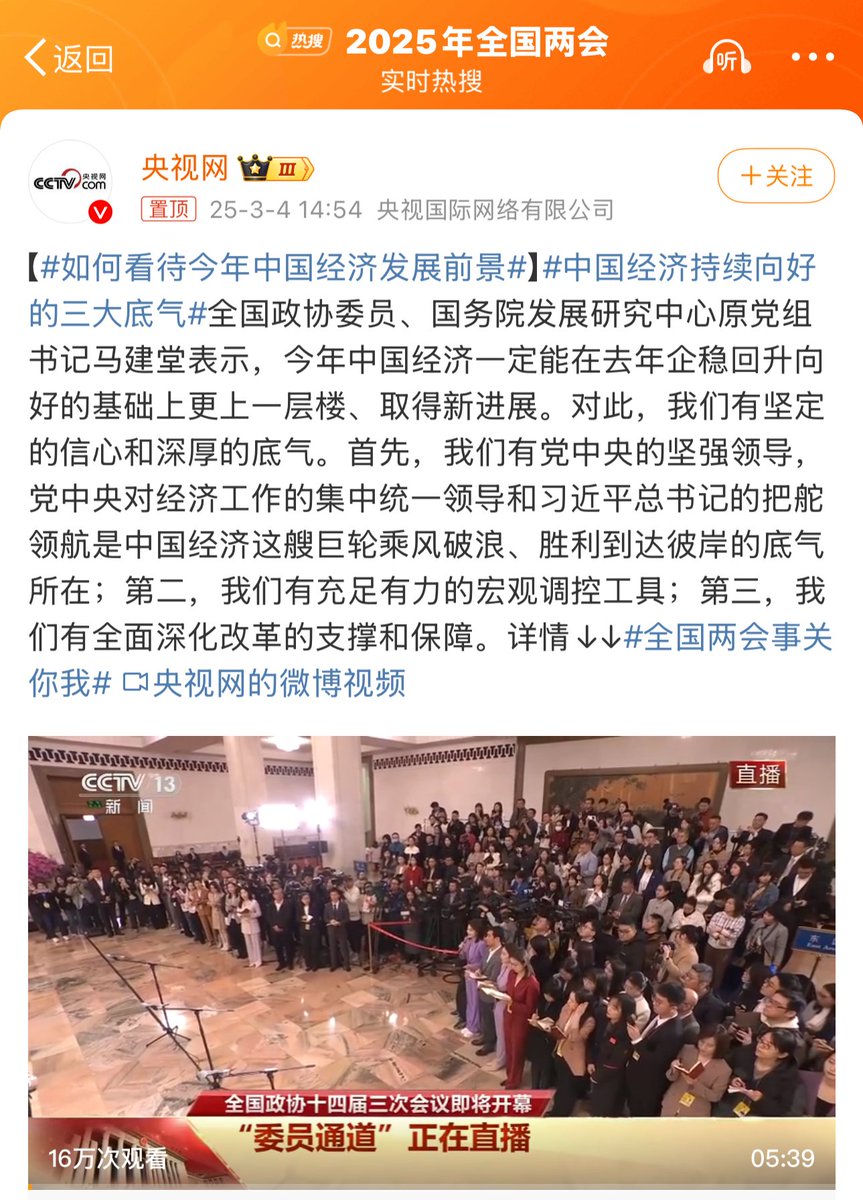 返回
热搜
2025年全国两会
听
实时热搜
CCTV 央视网
com
央视网
III
+关注
置顶 25-3-4 14:54 央视国际网络有限公司
【#如何看待今年中国经济发展前景#】#中国经济持续向好
的三大底气#全国政协委员、国务院发展研究中心原党组
书记马建堂表示，今年中国经济一定能在去年企稳回升向
好的基础上更上一层楼、取得新进展。对此，我们有坚定
的信心和深厚的底气。首先，我们有党中央的坚强领导，
党中央对经济工作的集中统一领导和习近平总书记的把舵
领航是中国经济这艘巨轮乘风破浪、胜利到达彼岸的底气
所在；第二，我们有充足有力的宏观调控工具；第三，我
们有全面深化改革的支撑和保障。详情↓↓#全国两会事关
你我# 央视网的微博视频
CCTV 13
新闻
直播
东
East
全国政协十四届三次会议即将开幕
“委员通道”正在直播
16万次观看
05:39